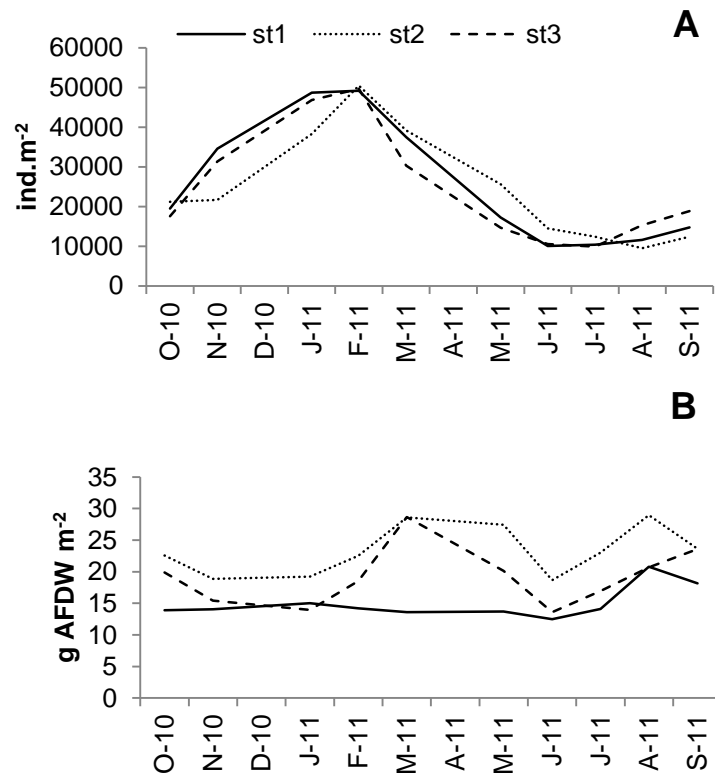 st1 st2 st3 A
60000
50000
40000
30000
20000
10000
0
ind.m-2
O-10 N-10 D-10 J-11 F-11 M-11 A-11 M-11 J-11 J-11 A-11 S-11
B
35
30
25
20
15
10
5
0
g AFDW m-2
O-10 N-10 D-10 J-11 F-11 M-11 A-11 M-11 J-11 J-11 A-11 S-11